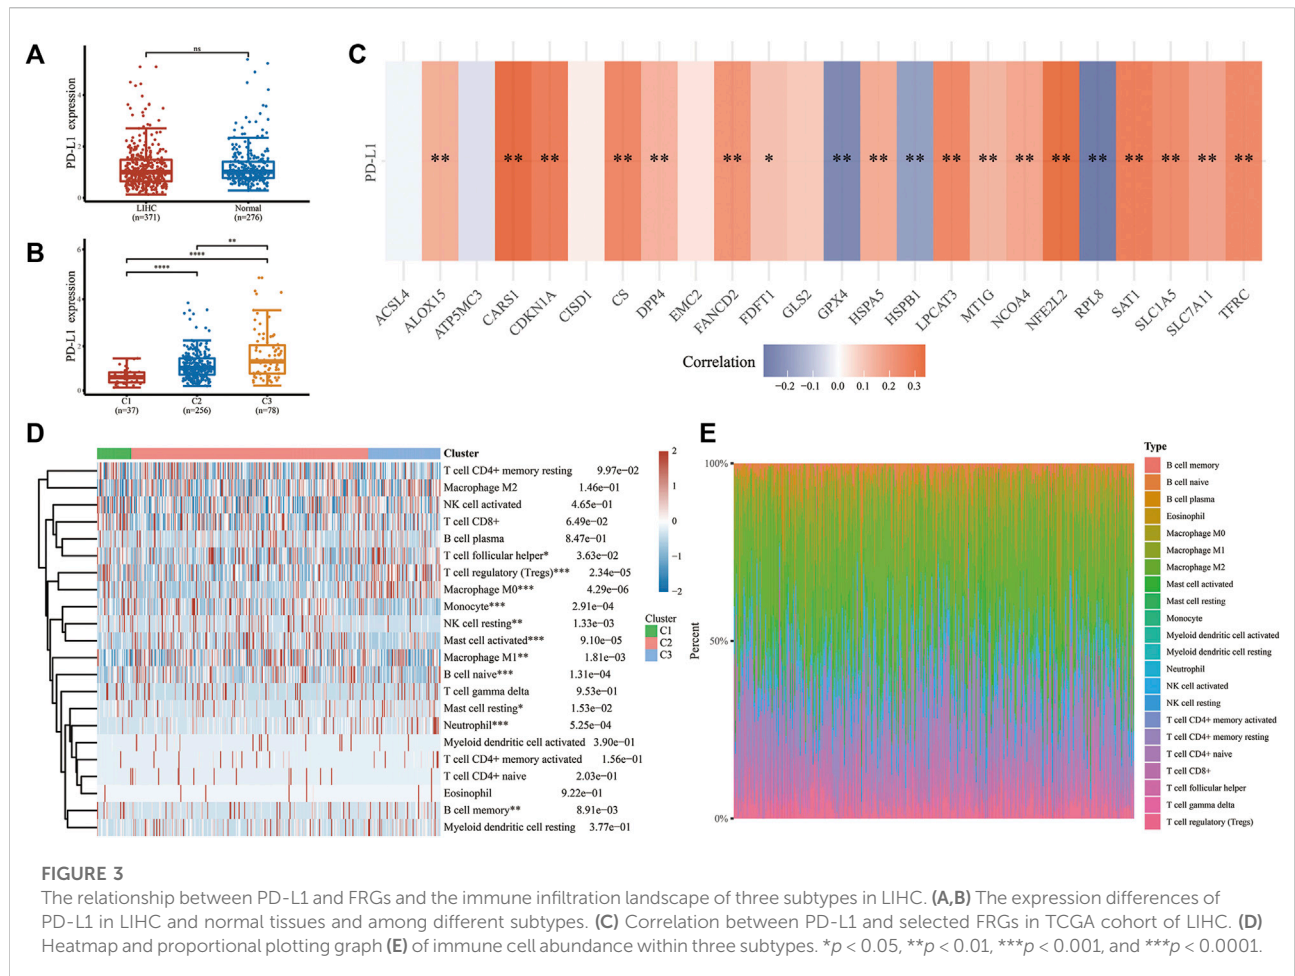 A
PD-L1 expression
ns
4
2
0
LIHC
(n=371)
Normal
(n=276)
B
PD-L1 expression
**
****
****
6
4
2
0
C1
(n=37)
C2
(n=256)
C3
(n=78)
C
PD-L1
** ** ** ** ** ** * ** ** ** ** ** ** ** ** ** ** ** **
ACSL4
ALOX15
ATP5MC3
CARS1
CDKN1A
CISD1
CS
DPP4
EMC2
FANCD2
FDFT1
GLS2
GPX4
HSPA5
HSPB1
LPCAT3
MT1G
NCOA4
NFE2L2
RPL8
SAT1
SLC1A5
SLC7A11
TFRC
Correlation
−0.2 −0.1 0.0 0.1 0.2 0.3
D
Cluster
T cell CD4+ memory resting 9.97e−02
Macrophage M2 1.46e−01
NK cell activated 4.65e−01
T cell CD8+ 6.49e−02
B cell plasma 8.47e−01
T cell follicular helper* 3.63e−02
T cell regulatory (Tregs)*** 2.34e−05
Macrophage M0*** 4.29e−06
Monocyte*** 2.91e−04
NK cell resting** 1.33e−03
Mast cell activated*** 9.10e−05
Macrophage M1** 1.81e−03
B cell naive*** 1.31e−04
T cell gamma delta 9.53e−01
Mast cell resting* 1.53e−02
Neutrophil*** 5.25e−04
Myeloid dendritic cell activated 3.90e−01
T cell CD4+ memory activated 1.56e−01
T cell CD4+ naive 2.03e−01
Eosinophil 9.22e−01
B cell memory** 8.91e−03
Myeloid dendritic cell resting 3.77e−01
2
1
0
−1
−2
Cluster
C1
C2
C3
E
Percent
100%
50%
0%
Type
B cell memory
B cell naive
B cell plasma
Eosinophil
Macrophage M0
Macrophage M1
Macrophage M2
Mast cell activated
Mast cell resting
Monocyte
Myeloid dendritic cell activated
Myeloid dendritic cell resting
Neutrophil
NK cell activated
NK cell resting
T cell CD4+ memory activated
T cell CD4+ memory resting
T cell CD4+ naive
T cell CD8+
T cell follicular helper
T cell gamma delta
T cell regulatory (Tregs)
FIGURE 3
The relationship between PD-L1 and FRGs and the immune infiltration landscape of three subtypes in LIHC. (A,B) The expression differences of
PD-L1 in LIHC and normal tissues and among different subtypes. (C) Correlation between PD-L1 and selected FRGs in TCGA cohort of LIHC. (D)
Heatmap and proportional plotting graph (E) of immune cell abundance within three subtypes. *p < 0.05, **p < 0.01, ***p < 0.001, and ***p < 0.0001.